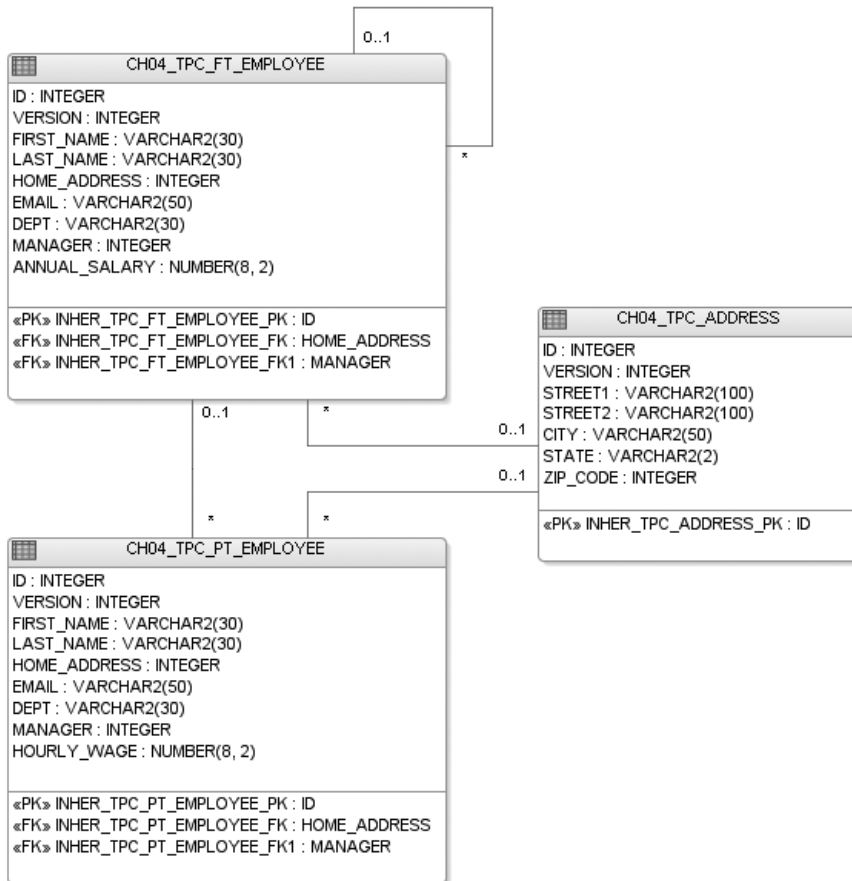 0..1
CH04_TPC_FT_EMPLOYEE
ID : INTEGER
VERSION : INTEGER
FIRST_NAME : VARCHAR2(30)
LAST_NAME : VARCHAR2(30)
HOME_ADDRESS : INTEGER
EMAIL : VARCHAR2(50)
DEPT : VARCHAR2(30)
MANAGER : INTEGER
ANNUAL_SALARY : NUMBER(8, 2)
«PK» INHER_TPC_FT_EMPLOYEE_PK : ID
«FK» INHER_TPC_FT_EMPLOYEE_FK : HOME_ADDRESS
«FK» INHER_TPC_FT_EMPLOYEE_FK1 : MANAGER
*
CH04_TPC_ADDRESS
ID : INTEGER
VERSION : INTEGER
STREET1 : VARCHAR2(100)
STREET2 : VARCHAR2(100)
CITY : VARCHAR2(50)
STATE : VARCHAR2(2)
ZIP_CODE : INTEGER
«PK» INHER_TPC_ADDRESS_PK : ID
0..1
*
0..1
0..1
*
*
CH04_TPC_PT_EMPLOYEE
ID : INTEGER
VERSION : INTEGER
FIRST_NAME : VARCHAR2(30)
LAST_NAME : VARCHAR2(30)
HOME_ADDRESS : INTEGER
EMAIL : VARCHAR2(50)
DEPT : VARCHAR2(30)
MANAGER : INTEGER
HOURLY_WAGE : NUMBER(8, 2)
«PK» INHER_TPC_PT_EMPLOYEE_PK : ID
«FK» INHER_TPC_PT_EMPLOYEE_FK : HOME_ADDRESS
«FK» INHER_TPC_PT_EMPLOYEE_FK1 : MANAGER